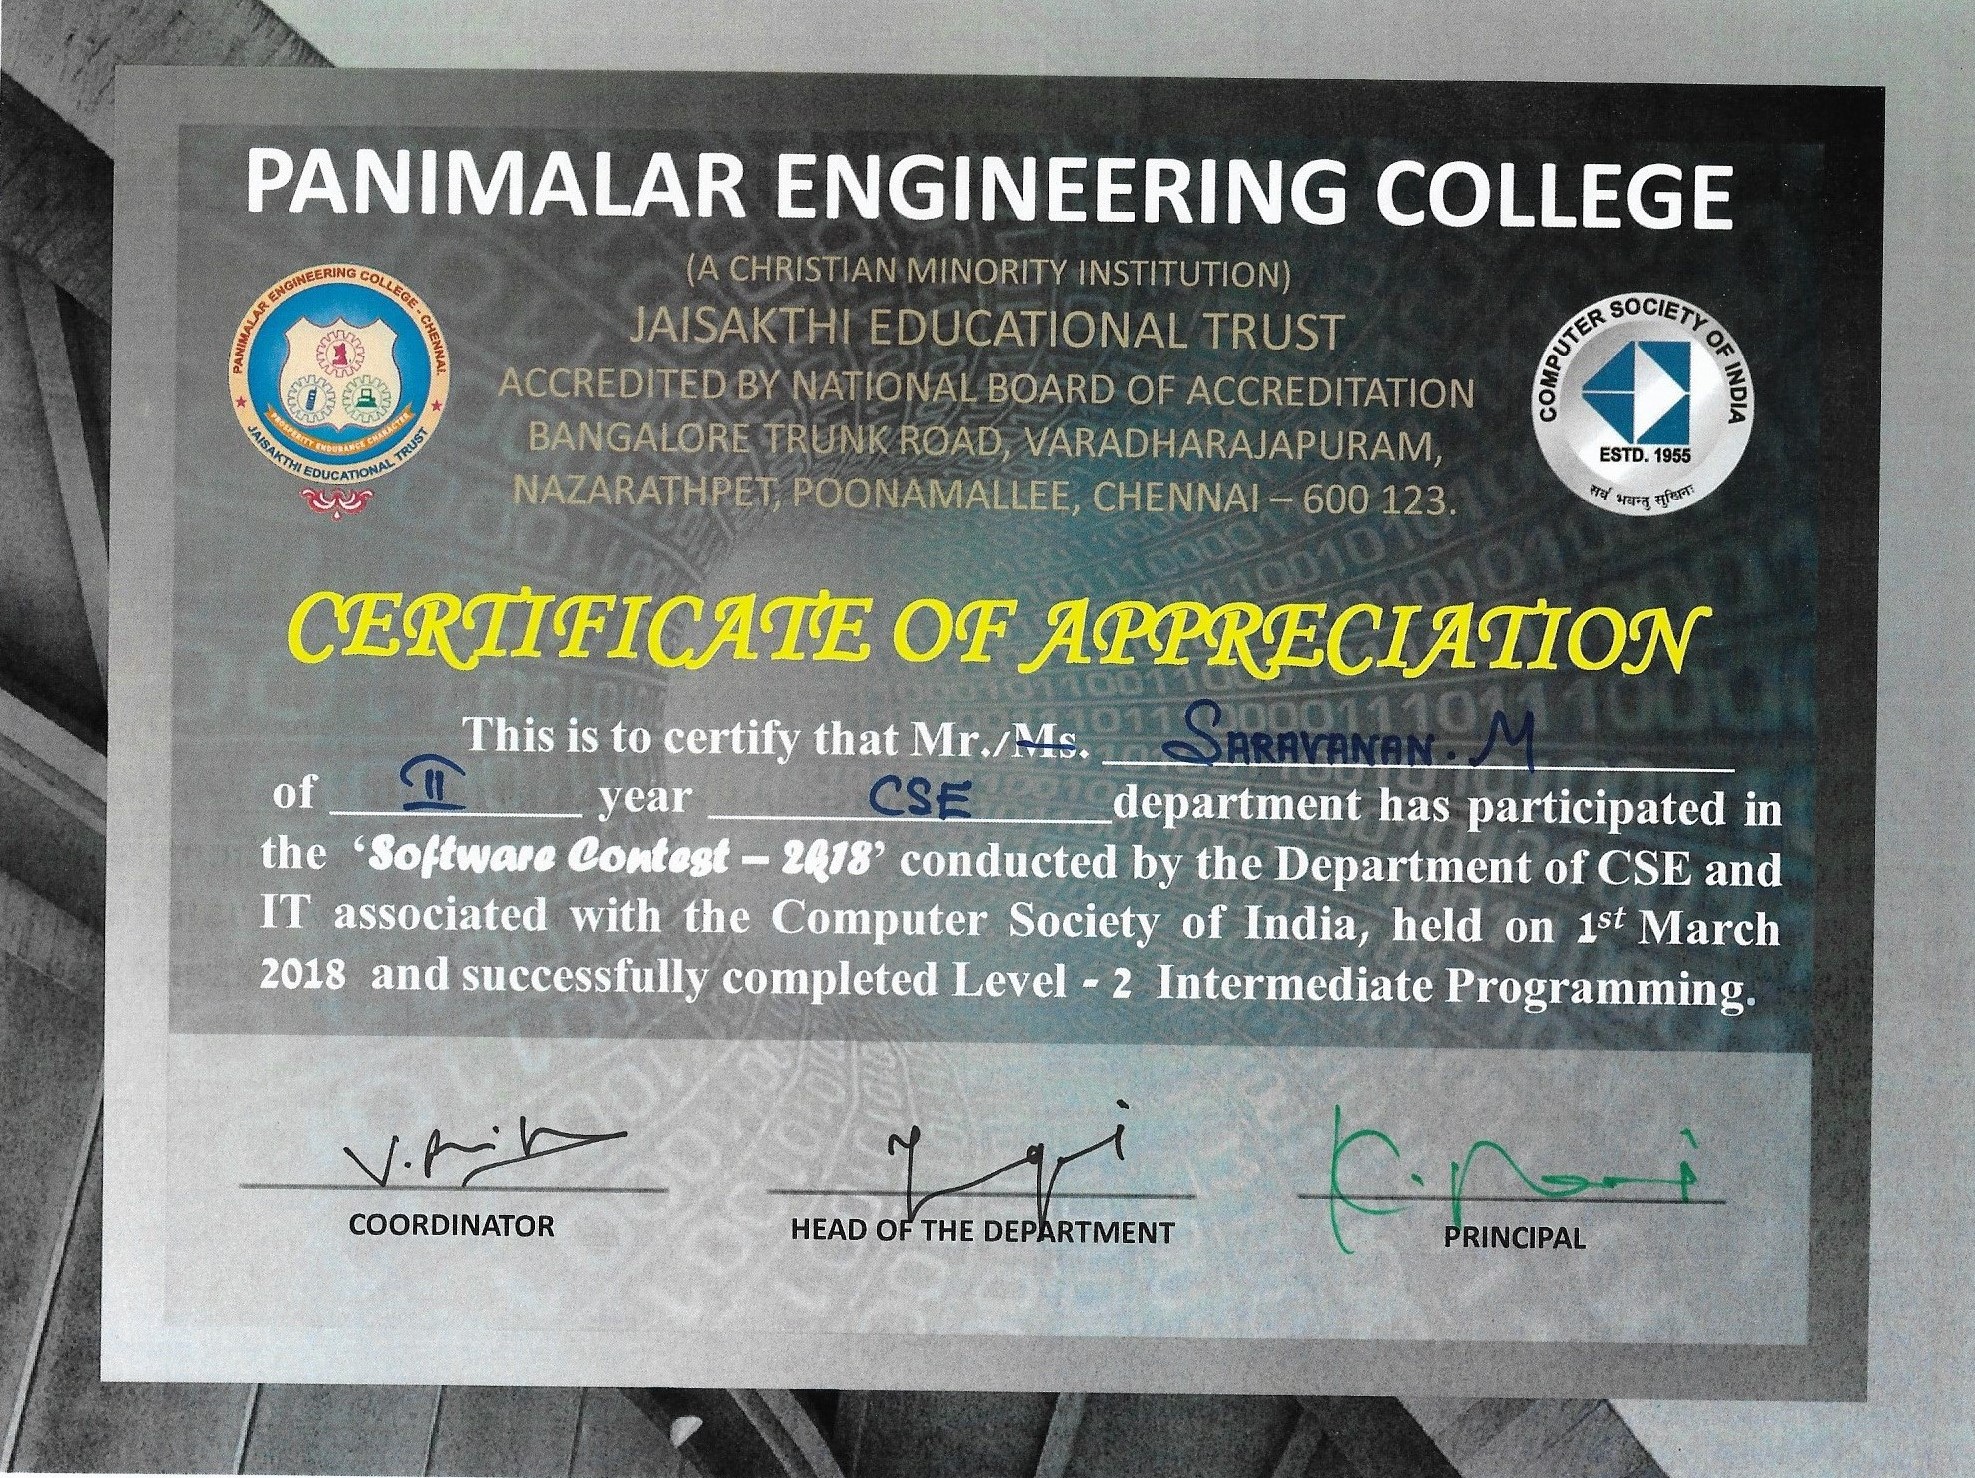 PANIMALAR ENGINEERING COLLEGE
(A CHRISTIAN MINORITY INSTITUTION)
JAISAKTHI EDUCATIONAL TRUST
ACCREDITED BY NATIONAL BOARD OF ACCREDITATION
BANGALORE TRUNK ROAD, VARADHARAJAPURAM,
NAZARATHPET, POONAMALLEE, CHENNAI – 600 123.
PANIMALAR ENGINEERING COLLEGE - CHENNAI.
PROSPERITY ENDURANCE CHARACTER
JAISAKTHI EDUCATIONAL TRUST
COMPUTER SOCIETY OF INDIA
ESTD. 1955
सर्वे भवन्तु सुखिनः
CERTIFICATE OF APPRECIATION
This is to certify that Mr./Ms. SARAVANAN. M
of II year CSE department has participated in
the ‘Software Contest – 2k18’ conducted by the Department of CSE and
IT associated with the Computer Society of India, held on 1st March
2018 and successfully completed Level - 2 Intermediate Programming.
COORDINATOR
HEAD OF THE DEPARTMENT
PRINCIPAL